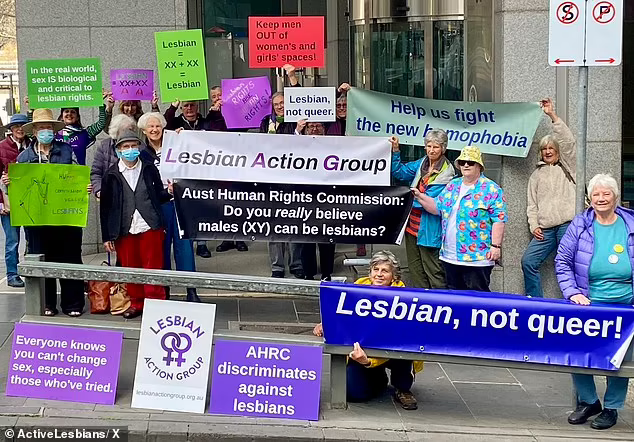 Keep men OUT
of
women's and
girls' spaces!
Lesbian
=
XX + XX
=
Lesbian
In the real world,
sex IS biological
and critical to
lesbian rights.
XX+XX
RIGHTS
Lesbian,
not queer.
Help us fight
the new homophobia
Lesbian Action Group
Aust Human Rights Commission:
Do you really believe
males (XY) can be lesbians?
LESBIANS
Lesbian, not queer!
Everyone knows
you can't change
sex, especially
those who've tried.
LESBIAN
ACTION GROUP
lesbianactiongroup.org.au
AHRC
discriminates
against
lesbians
S
P
ActiveLesbians/ X